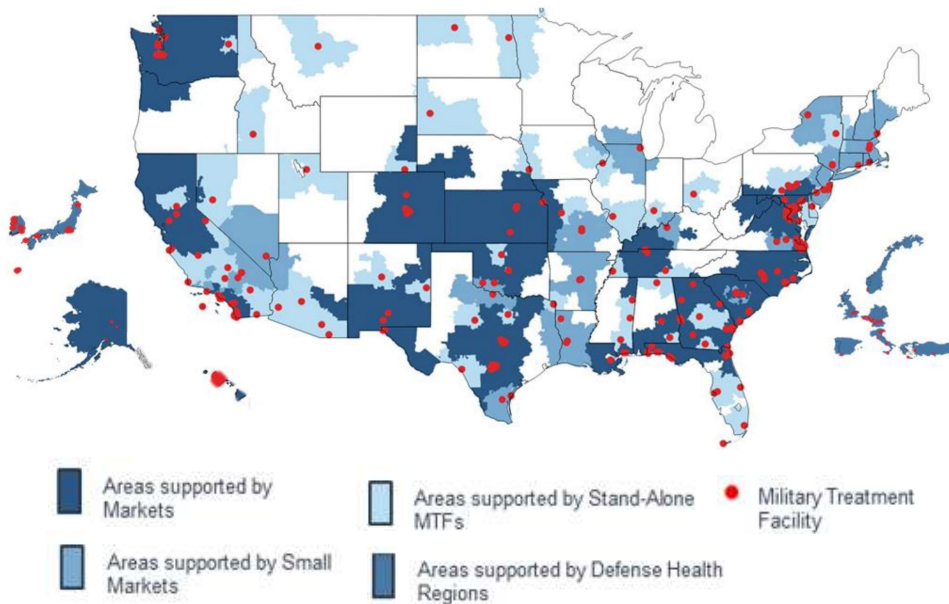 Areas supported by
Markets
Areas supported by Stand-Alone
MTFs
Military Treatment
Facility
Areas supported by Small
Markets
Areas supported by Defense Health
Regions